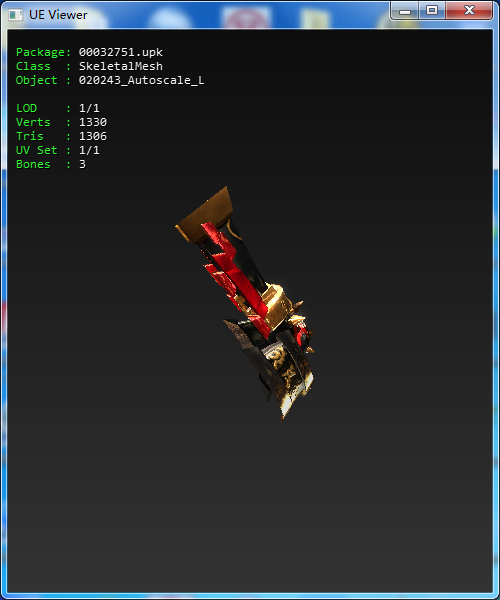 UE Viewer
Package: 00032751.upk
Class : SkeletalMesh
Object : 020243_Autoscale_L
LOD : 1/1
Verts : 1330
Tris : 1306
UV Set : 1/1
Bones : 3